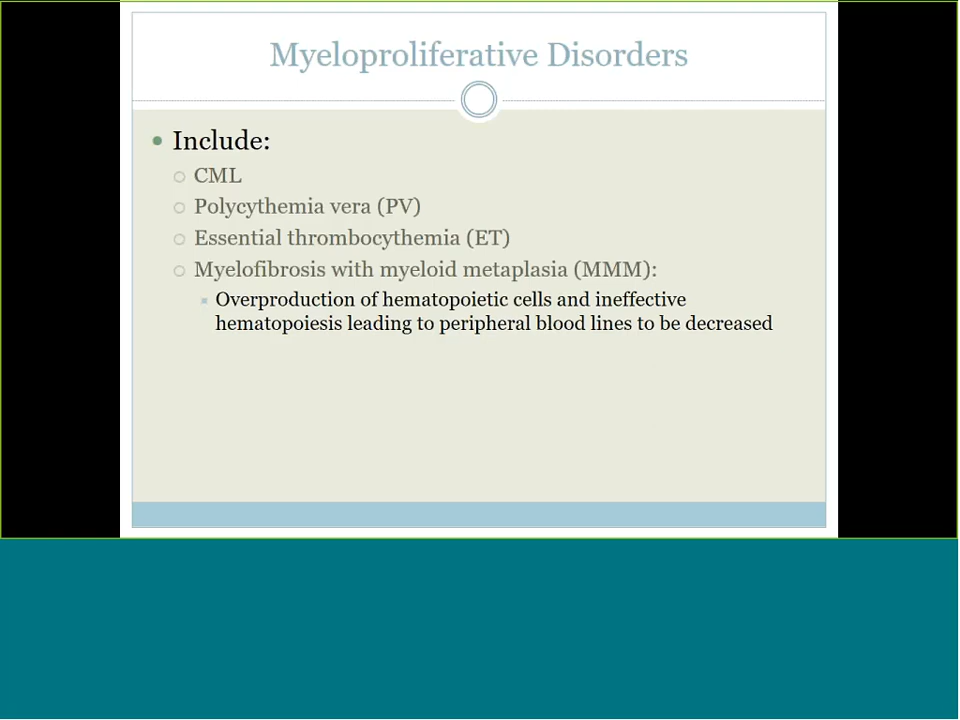 Myeloproliferative Disorders
Include:
CML
Polycythemia vera (PV)
Essential thrombocythemia (ET)
Myelofibrosis with myeloid metaplasia (MMM):
Overproduction of hematopoietic cells and ineffective
hematopoiesis leading to peripheral blood lines to be decreased